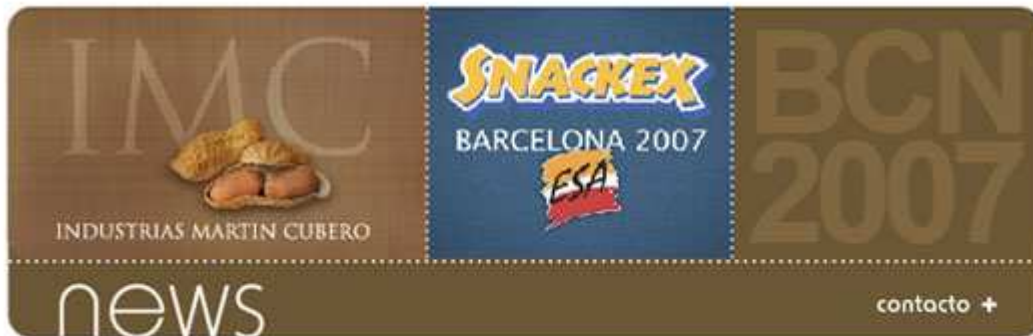 IMC
INDUSTRIAS MARTIN CUBERO
SNACKEX
BARCELONA 2007
ESA
BCN
2007
news
contacto +